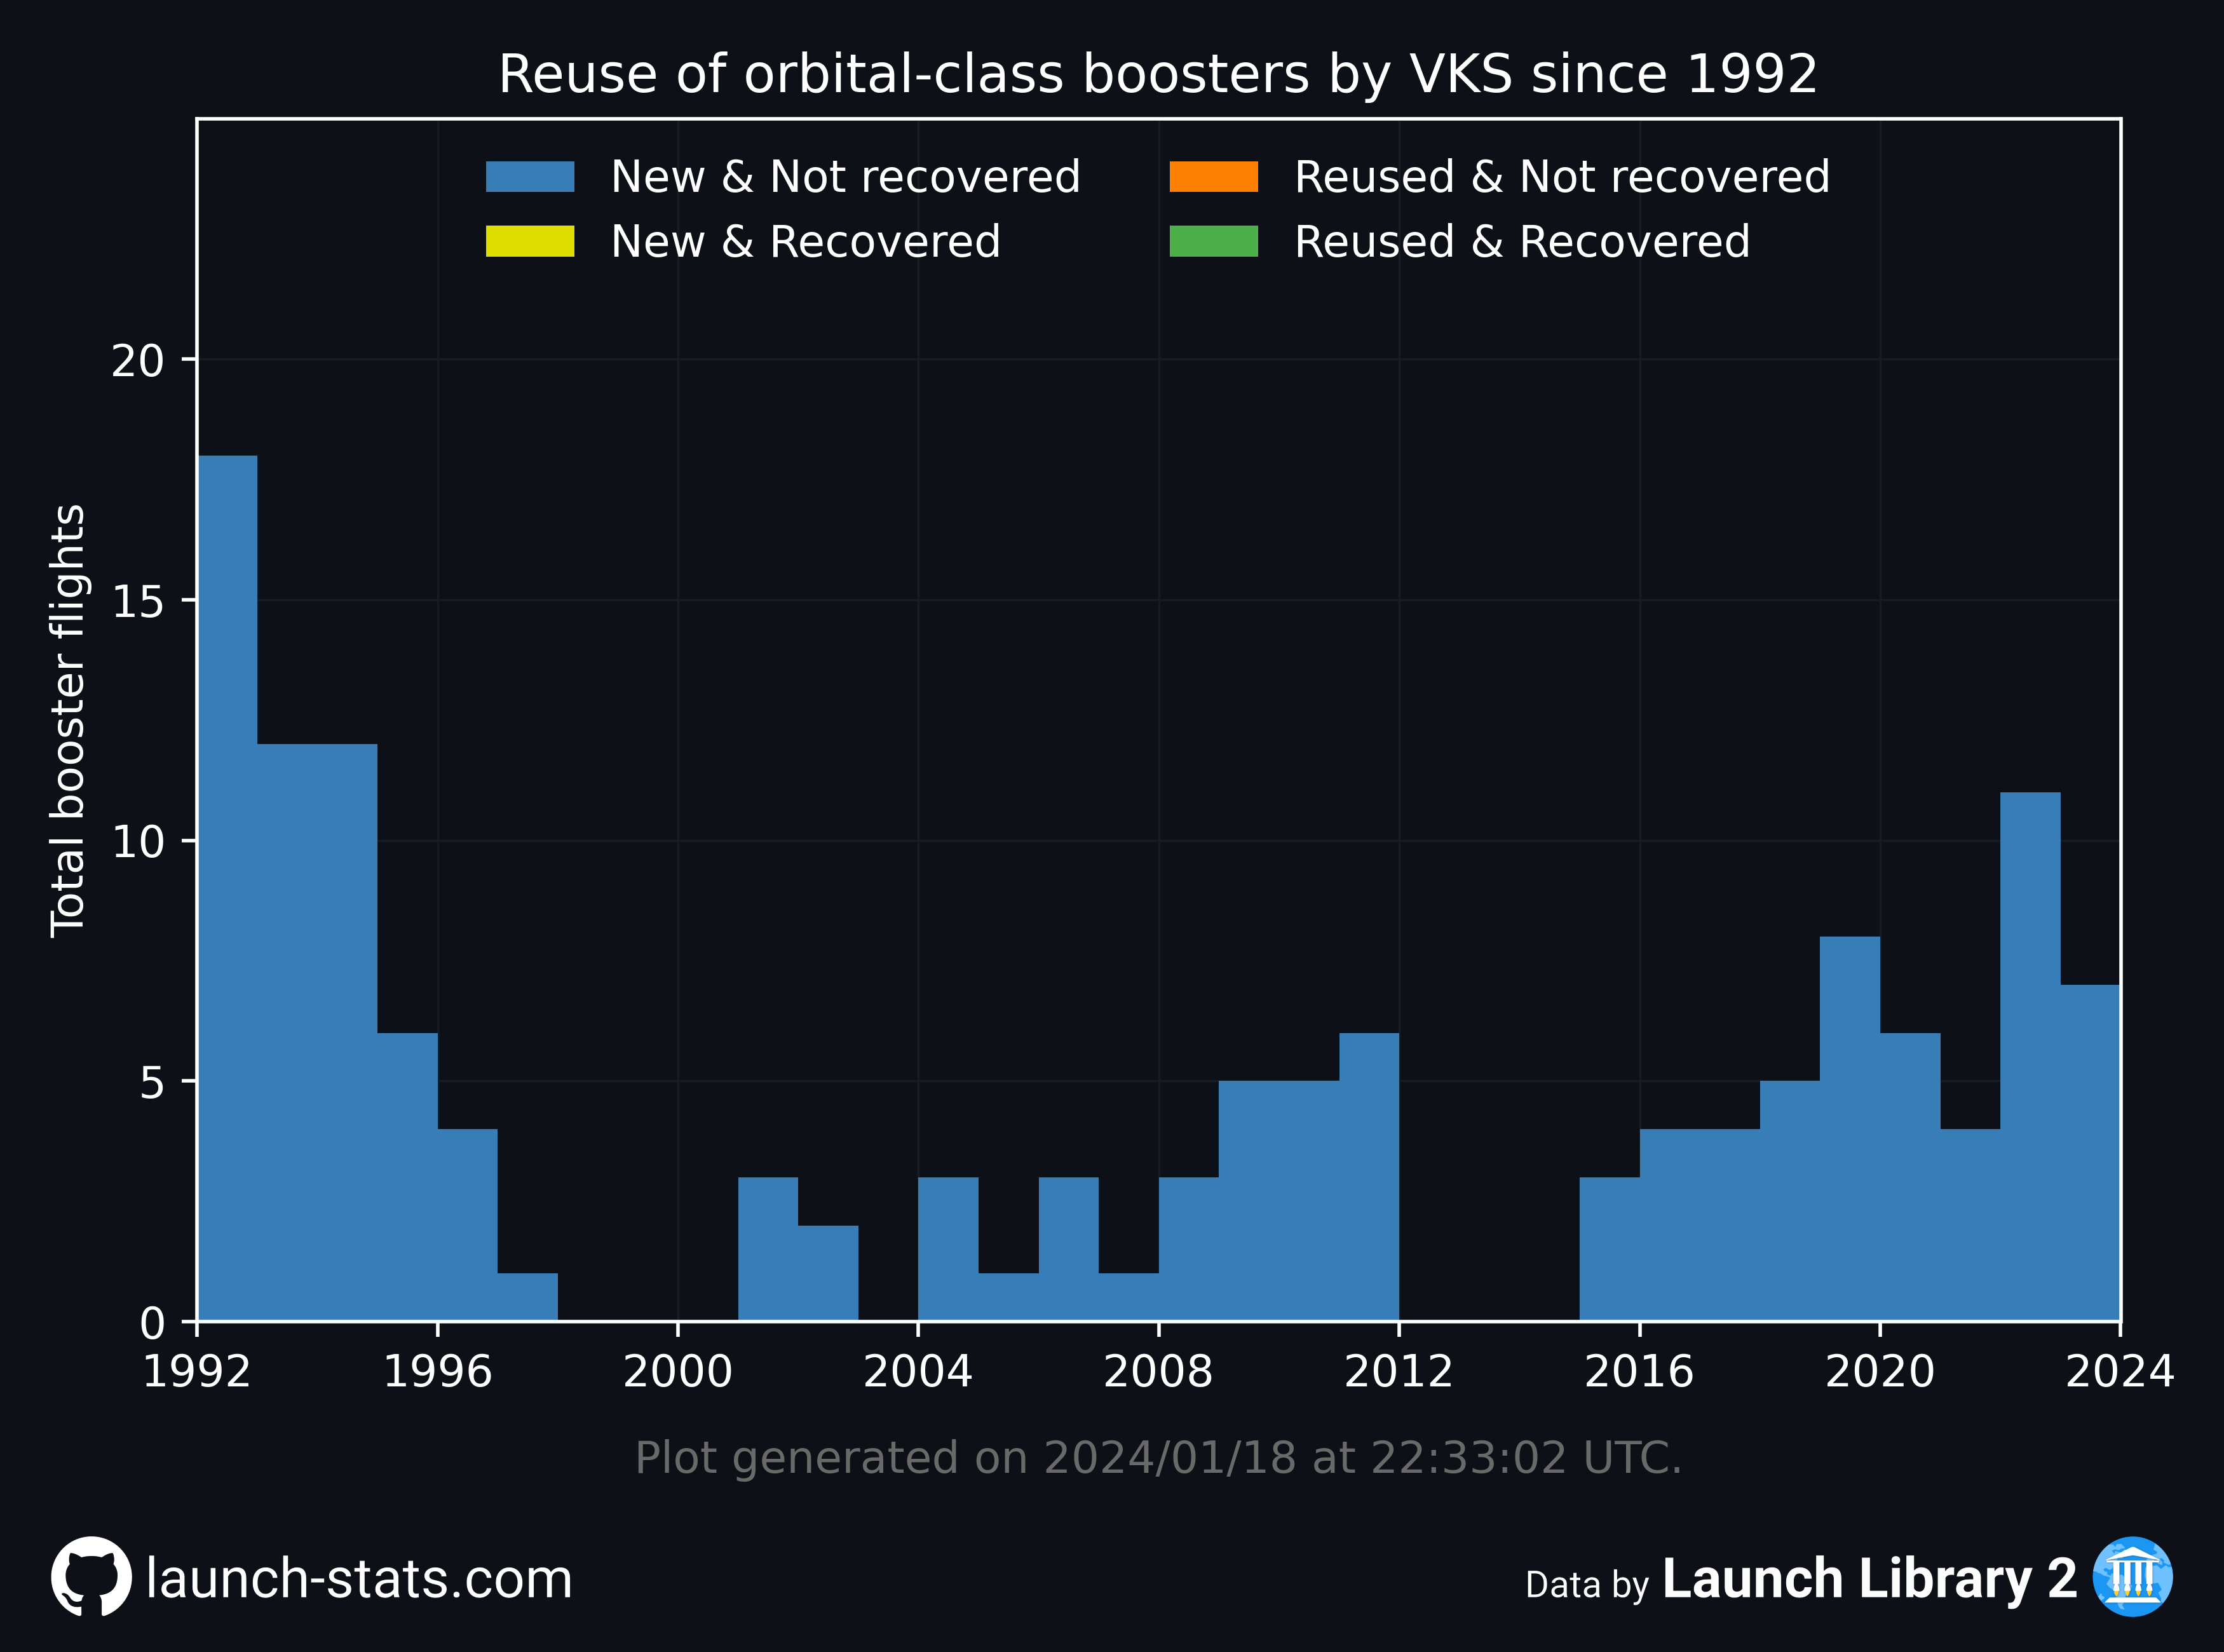 Reuse of orbital-class boosters by VKS since 1992
New & Not recovered
New & Recovered
Reused & Not recovered
Reused & Recovered
Total booster flights
20
15
10
5
0
1992 1996 2000 2004 2008 2012 2016 2020 2024
Plot generated on 2024/01/18 at 22:33:02 UTC.
launch-stats.com
Data by Launch Library 2